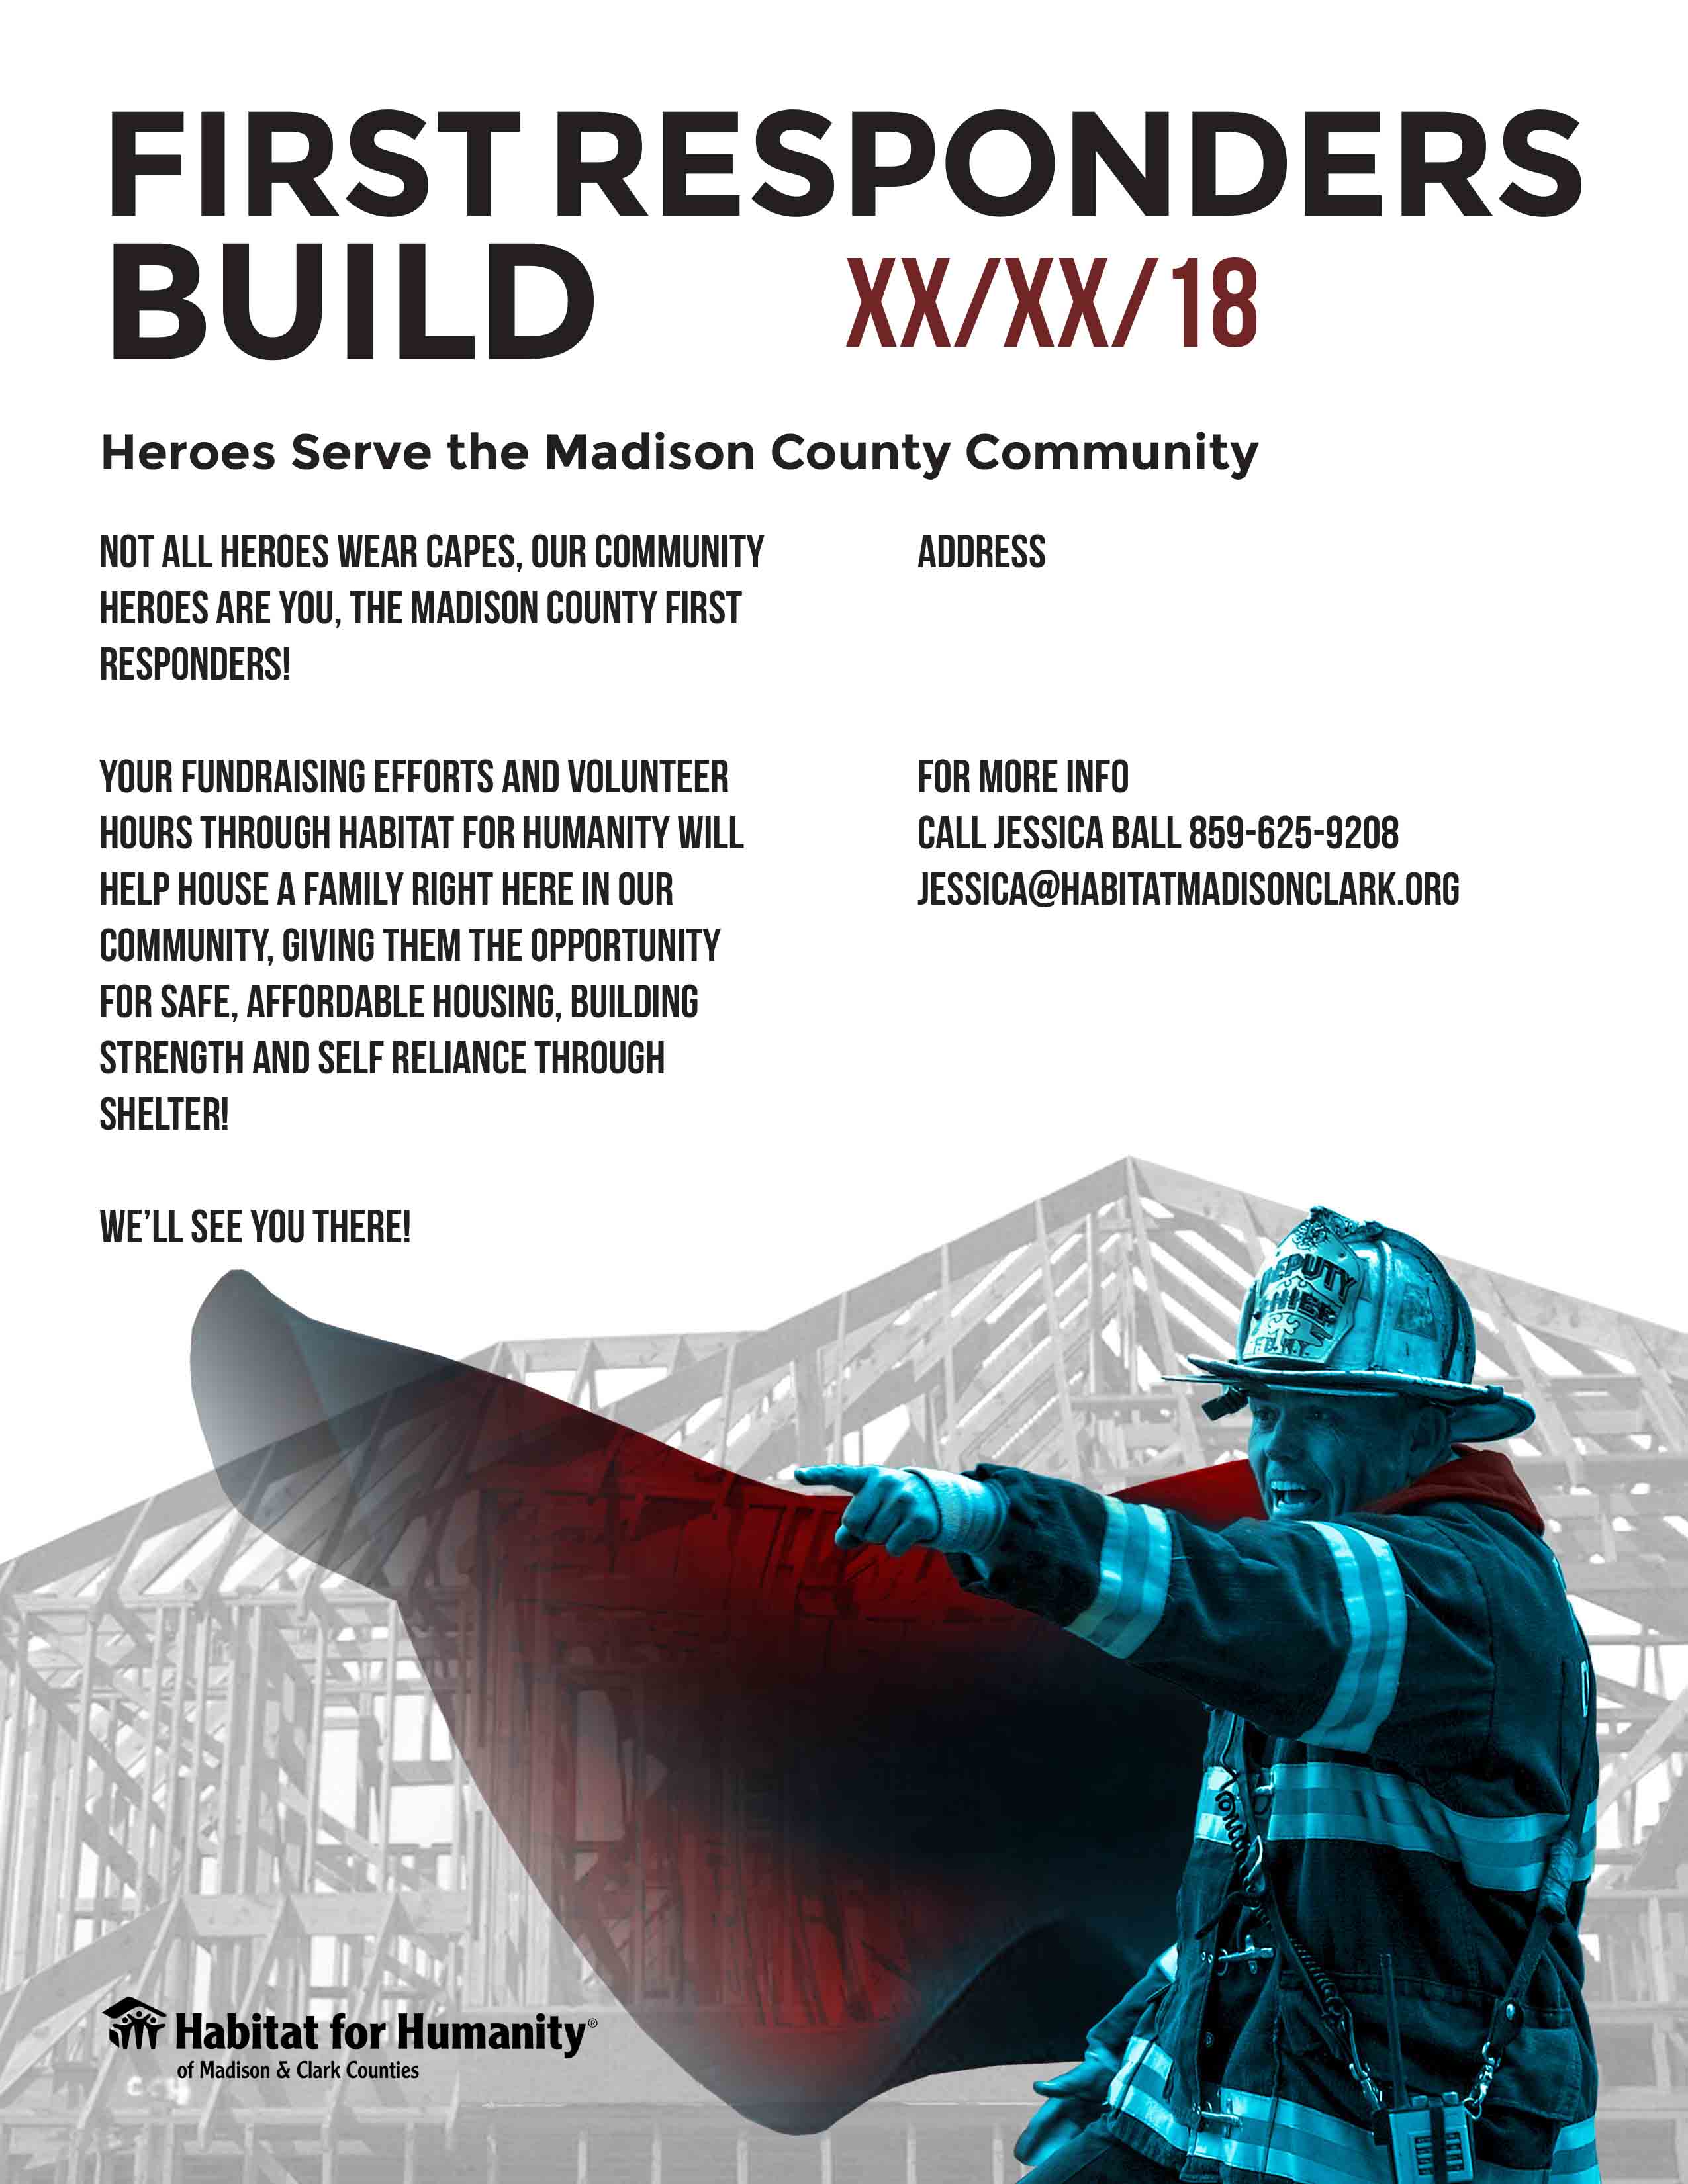 FIRST RESPONDERS
BUILD
XX/XX/18
Heroes Serve the Madison County Community
NOT ALL HEROES WEAR CAPES, OUR COMMUNITY
HEROES ARE YOU, THE MADISON COUNTY FIRST
RESPONDERS!
YOUR FUNDRAISING EFFORTS AND VOLUNTEER
HOURS THROUGH HABITAT FOR HUMANITY WILL
HELP HOUSE A FAMILY RIGHT HERE IN OUR
COMMUNITY, GIVING THEM THE OPPORTUNITY
FOR SAFE, AFFORDABLE HOUSING, BUILDING
STRENGTH AND SELF RELIANCE THROUGH
SHELTER!
WE’LL SEE YOU THERE!
ADDRESS
FOR MORE INFO
CALL JESSICA BALL 859-625-9208
JESSICA@HABITATMADISONCLARK.ORG
DEPUTY
CHIEF
F.D.N.Y.
Habitat for Humanity®
of Madison & Clark Counties